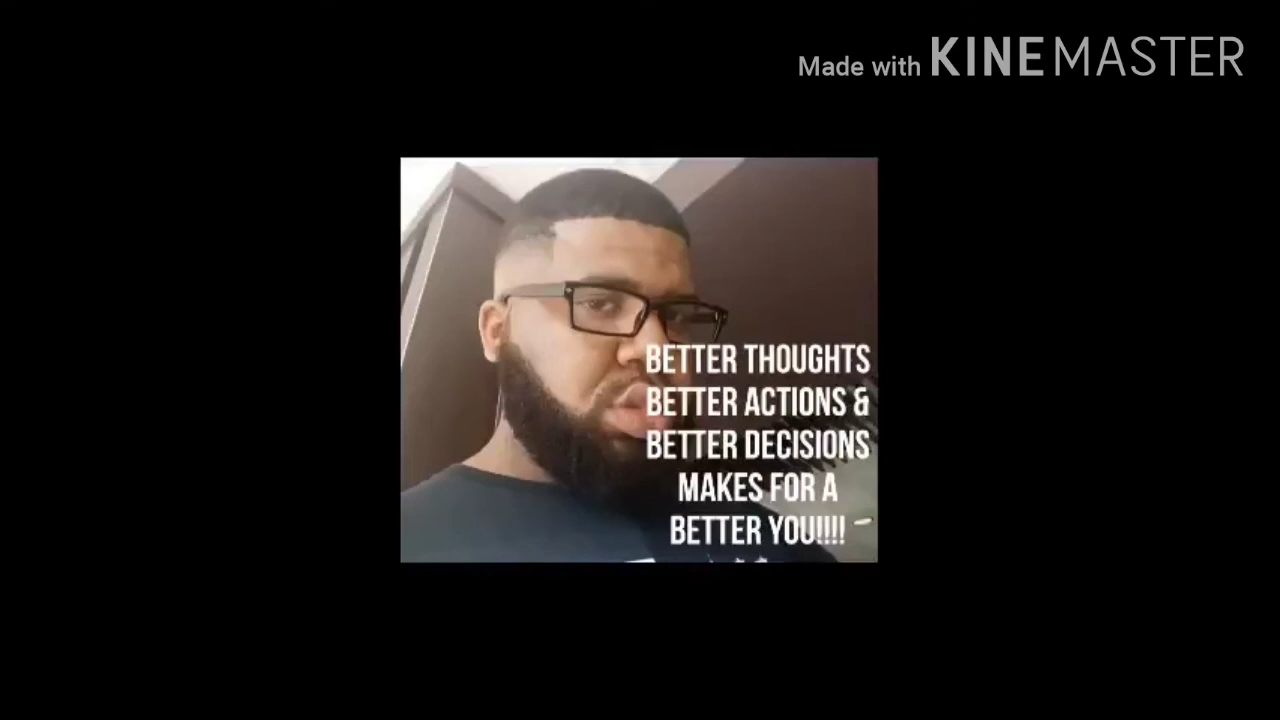 Made with KINEMASTER
BETTER THOUGHTS
BETTER ACTIONS &
BETTER DECISIONS
MAKES FOR A
BETTER YOU!!!!